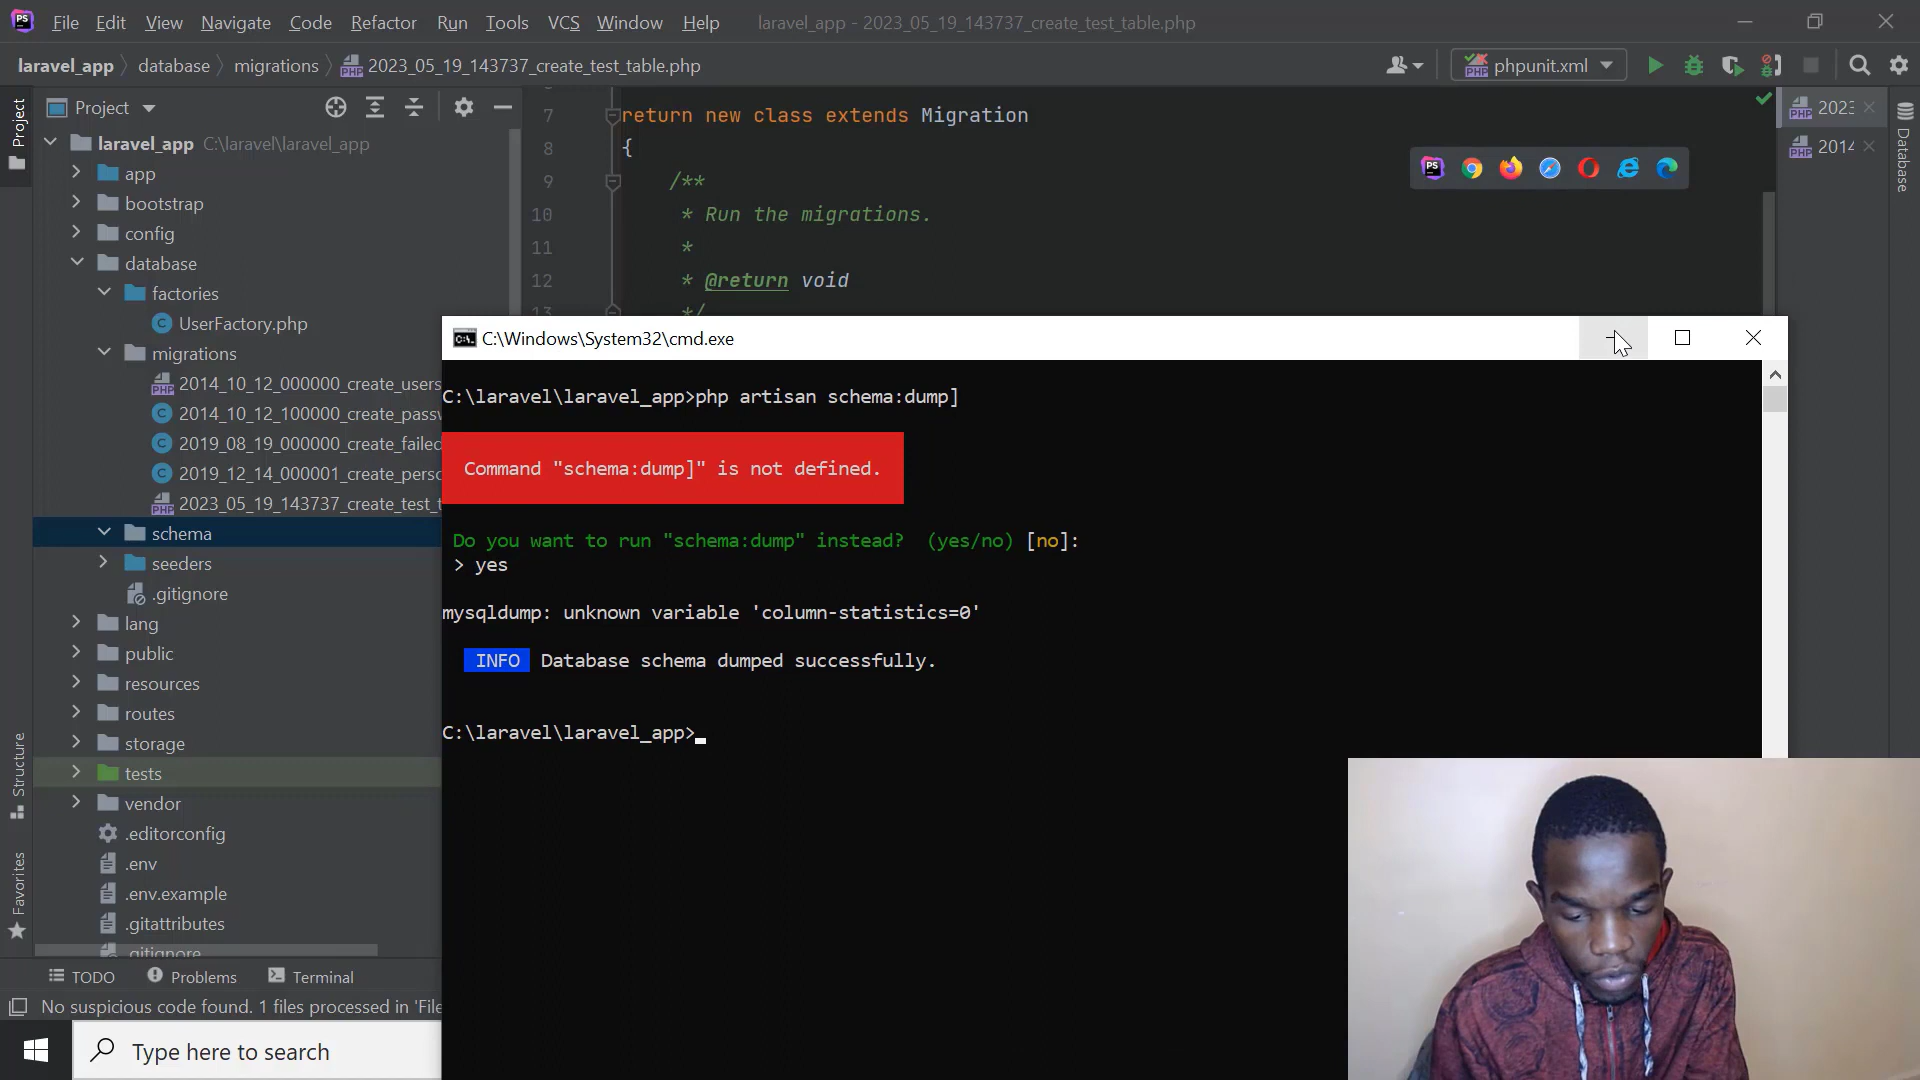 File Edit View Navigate Code Refactor Run Tools VCS Window Help laravel_app - 2023_05_19_143737_create_test_table.php
laravel_app database migrations 2023_05_19_143737_create_test_table.php
phpunit.xml
Project
Project
laravel_app C:\laravel\laravel_app
app
bootstrap
config
database
factories
UserFactory.php
migrations
2014_10_12_000000_create_users
2014_10_12_100000_create_passw
2019_08_19_000000_create_failed
2019_12_14_000001_create_perso
2023_05_19_143737_create_test_t
schema
seeders
.gitignore
lang
public
resources
routes
storage
tests
vendor
.editorconfig
.env
.env.example
.gitattributes
.gitignore
Structure
Favorites
7 return new class extends Migration
8 {
9 /**
10 * Run the migrations.
11 *
12 * @return void
13 */
2023
2014
Database
C:\Windows\System32\cmd.exe
C:\laravel\laravel_app>php artisan schema:dump]
Command "schema:dump]" is not defined.
Do you want to run "schema:dump" instead? (yes/no) [no]:
> yes
mysqldump: unknown variable 'column-statistics=0'
INFO Database schema dumped successfully.
C:\laravel\laravel_app>
TODO Problems Terminal
No suspicious code found. 1 files processed in 'File
Type here to search